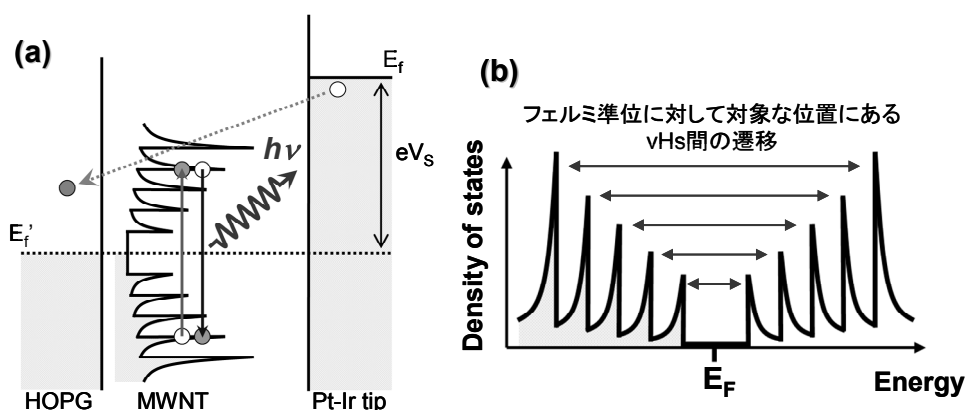 (a)
E_f
hν
eV_S
E_f'
HOPG
MWNT
Pt-Ir tip
(b)
フェルミ準位に対して対象な位置にある
vHs間の遷移
Density of states
E_F
Energy